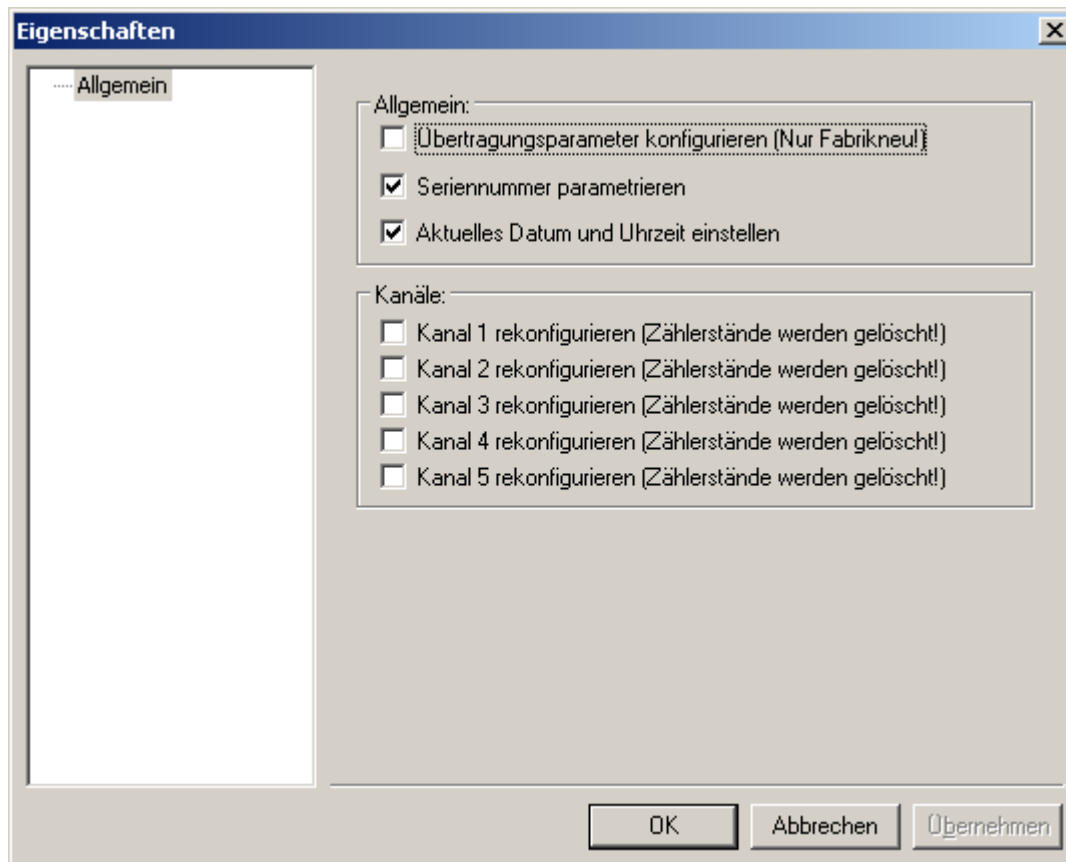 Eigenschaften
Allgemein
Allgemein:
Übertragungsparameter konfigurieren (Nur Fabrikneu!)
Seriennummer parametrieren
Aktuelles Datum und Uhrzeit einstellen
Kanäle:
Kanal 1 rekonfigurieren (Zählerstände werden gelöscht!)
Kanal 2 rekonfigurieren (Zählerstände werden gelöscht!)
Kanal 3 rekonfigurieren (Zählerstände werden gelöscht!)
Kanal 4 rekonfigurieren (Zählerstände werden gelöscht!)
Kanal 5 rekonfigurieren (Zählerstände werden gelöscht!)
OK Abbrechen Übernehmen